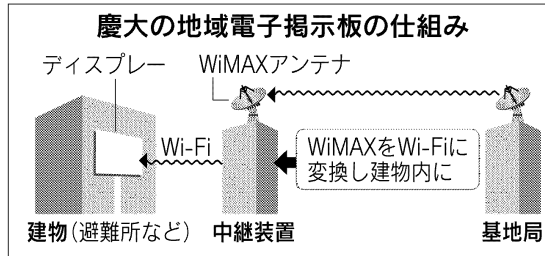 慶大の地域電子掲示板の仕組み
ディスプレー
WiMAXアンテナ
Wi-Fi
WiMAXをWi-Fiに
変換し建物内に
建物(避難所など)
中継装置
基地局